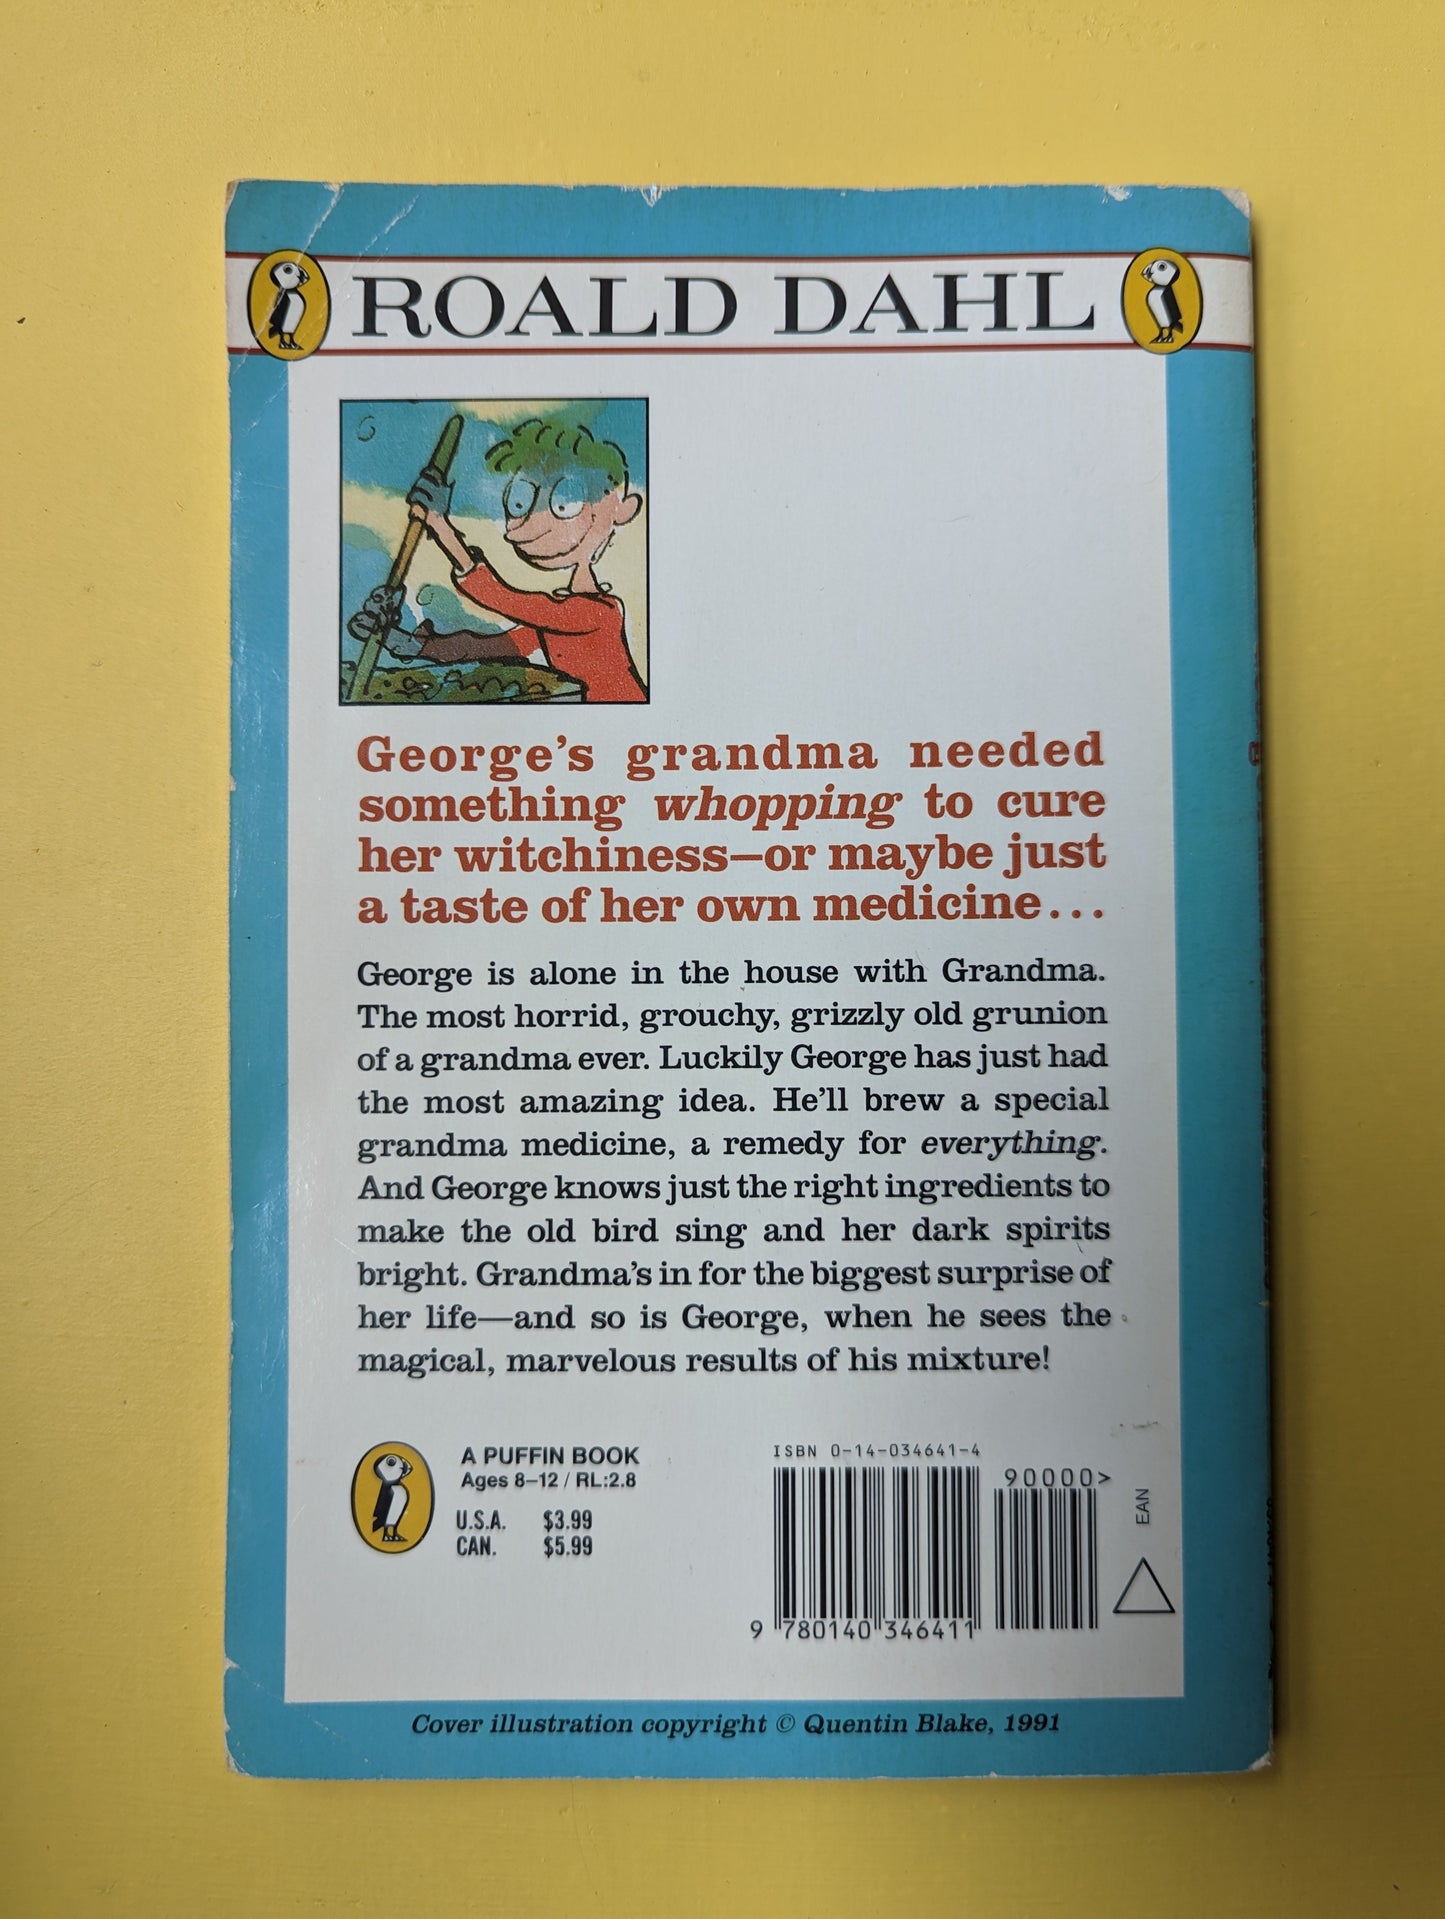 ROALD DAHL
George's grandma needed
something whopping to cure
her witchiness—or maybe just
a taste of her own medicine...
George is alone in the house with Grandma.
The most horrid, grouchy, grizzly old grunion
of a grandma ever. Luckily George has just had
the most amazing idea. He'll brew a special
grandma medicine, a remedy for everything.
And George knows just the right ingredients to
make the old bird sing and her dark spirits
bright. Grandma's in for the biggest surprise of
her life—and so is George, when he sees the
magical, marvelous results of his mixture!
A PUFFIN BOOK
Ages 8–12 / RL:2.8
U.S.A. $3.99
CAN. $5.99
ISBN 0-14-034641-4
90000>
EAN
9 780140 346411
Cover illustration copyright © Quentin Blake, 1991